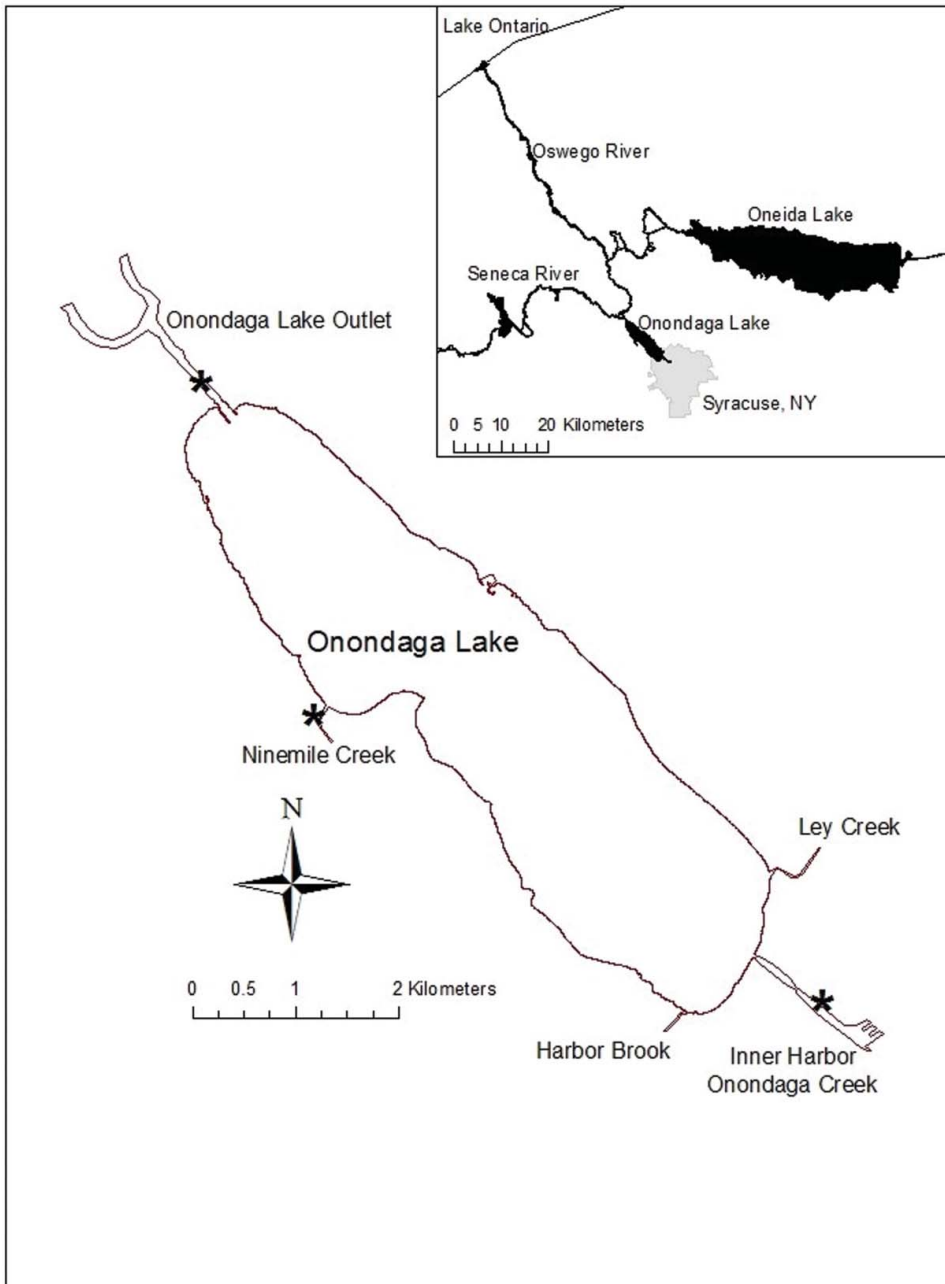 Lake Ontario
Oswego River
Oneida Lake
Seneca River
Onondaga Lake
Syracuse, NY
0 5 10 20 Kilometers
Onondaga Lake Outlet
*
Onondaga Lake
*
Ninemile Creek
N
Ley Creek
0 0.5 1 2 Kilometers
*
Harbor Brook
Inner Harbor
Onondaga Creek